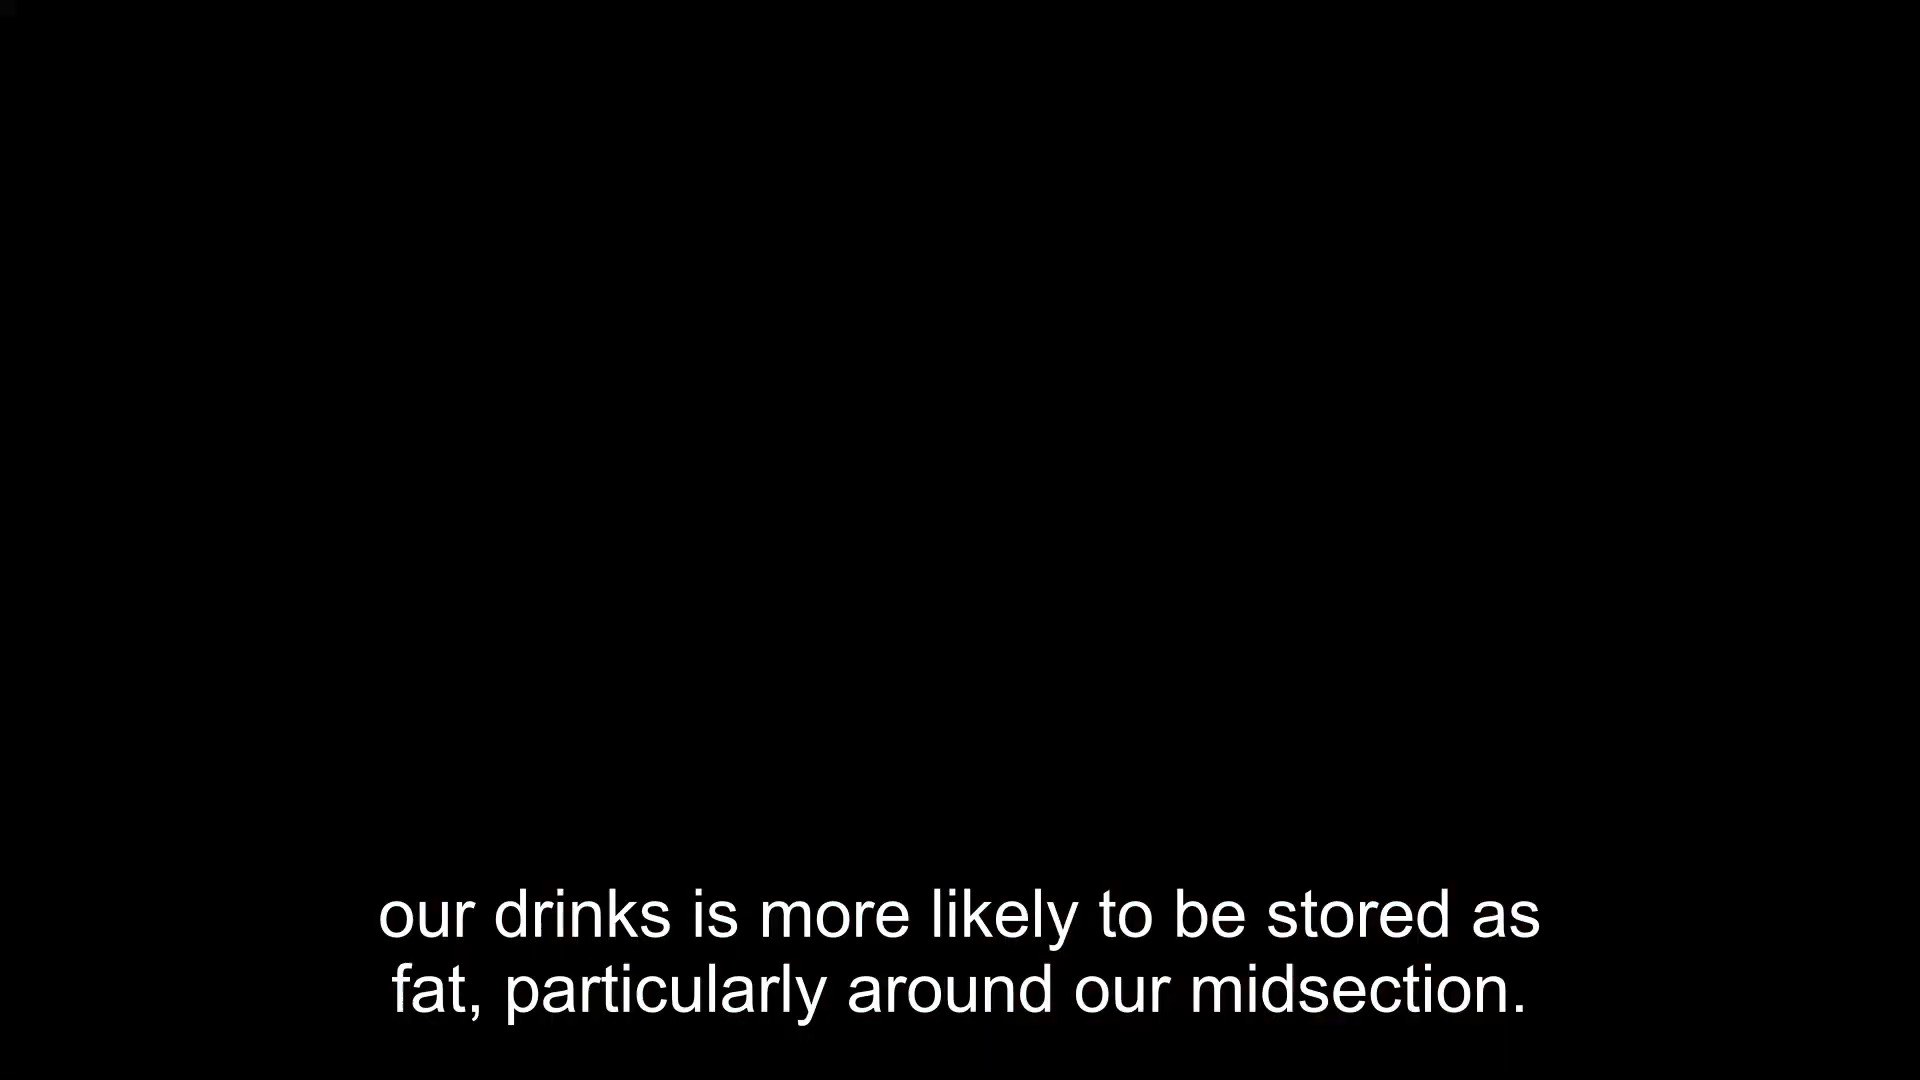 our drinks is more likely to be stored as
fat, particularly around our midsection.